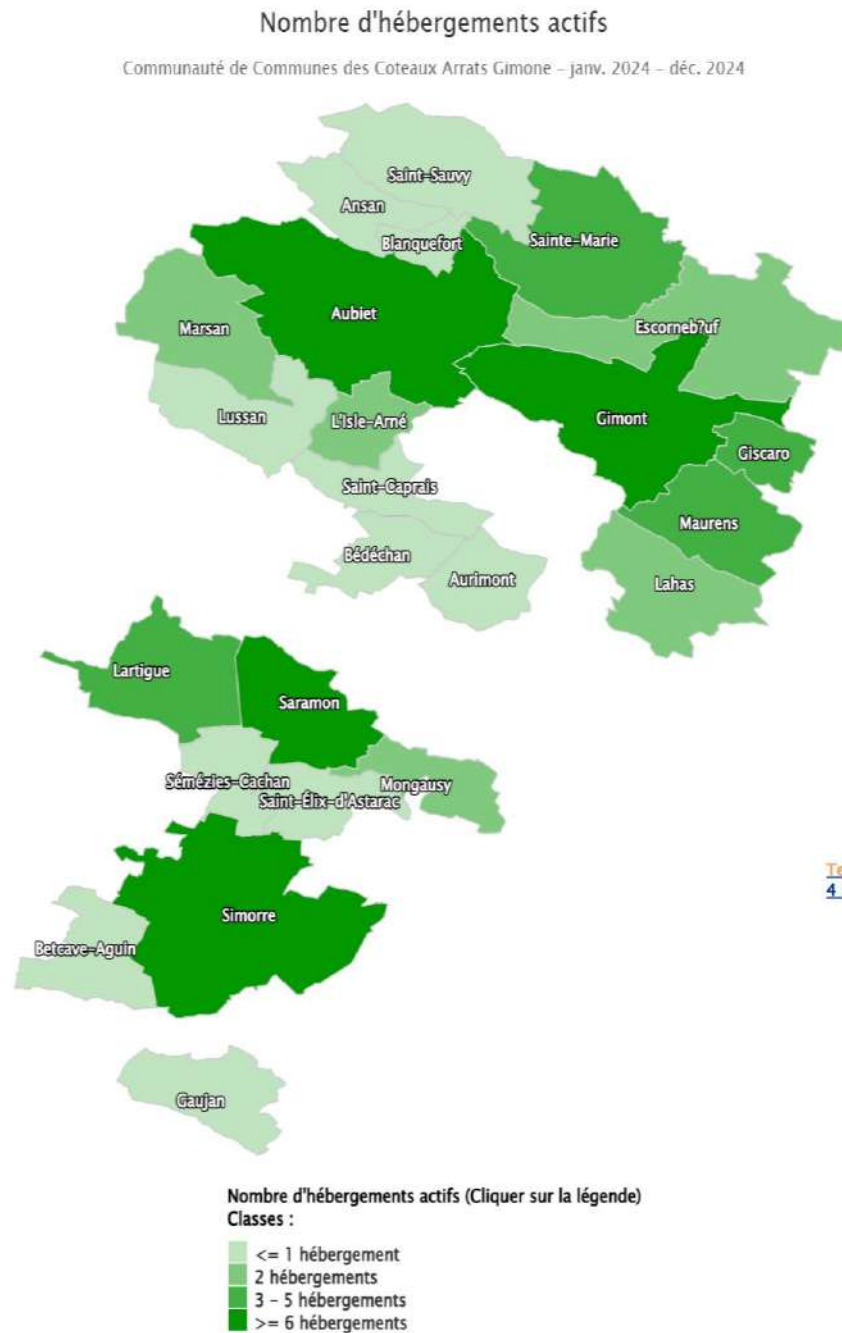 Nombre d'hébergements actifs
Communauté de Communes des Coteaux Arrats Gimone – janv. 2024 – déc. 2024
Saint-Sauvy
Ansan
Blanquefort
Sainte-Marie
Aubiet
Marsan
Escorneb?uf
Lussan
L'Isle-Arné
Gimont
Giscaro
Saint-Caprais
Maurens
Bédéchan
Aurimont
Lahas
Lartigue
Saramon
Sémézies-Cachan
Mongausy
Saint-Élix-d'Astarac
Te
4
Simorre
Betcave-Aguin
Gaujan
Nombre d'hébergements actifs (Cliquer sur la légende)
Classes :
<= 1 hébergement
2 hébergements
3 - 5 hébergements
>= 6 hébergements